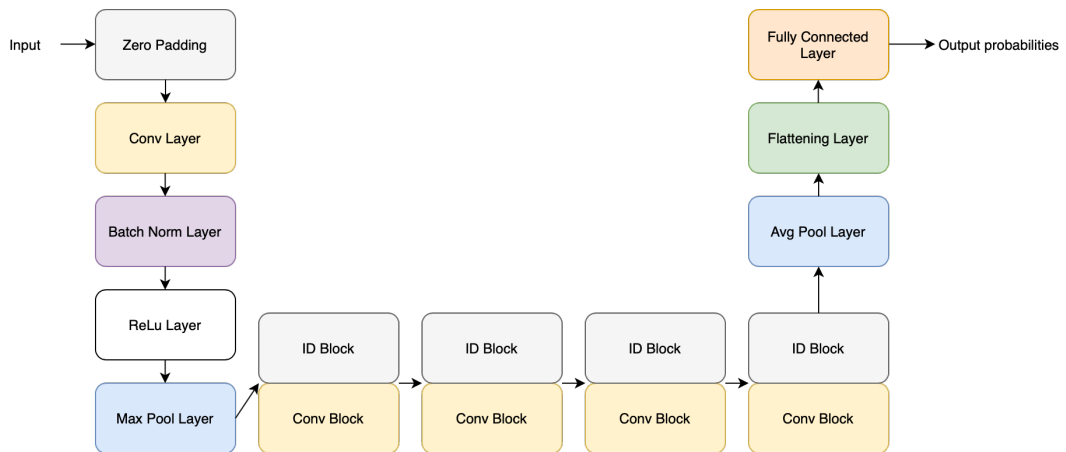 Input
Zero Padding
Conv Layer
Batch Norm Layer
ReLu Layer
Max Pool Layer
ID Block
Conv Block
ID Block
Conv Block
ID Block
Conv Block
ID Block
Conv Block
Avg Pool Layer
Flattening Layer
Fully Connected
Layer
Output probabilities